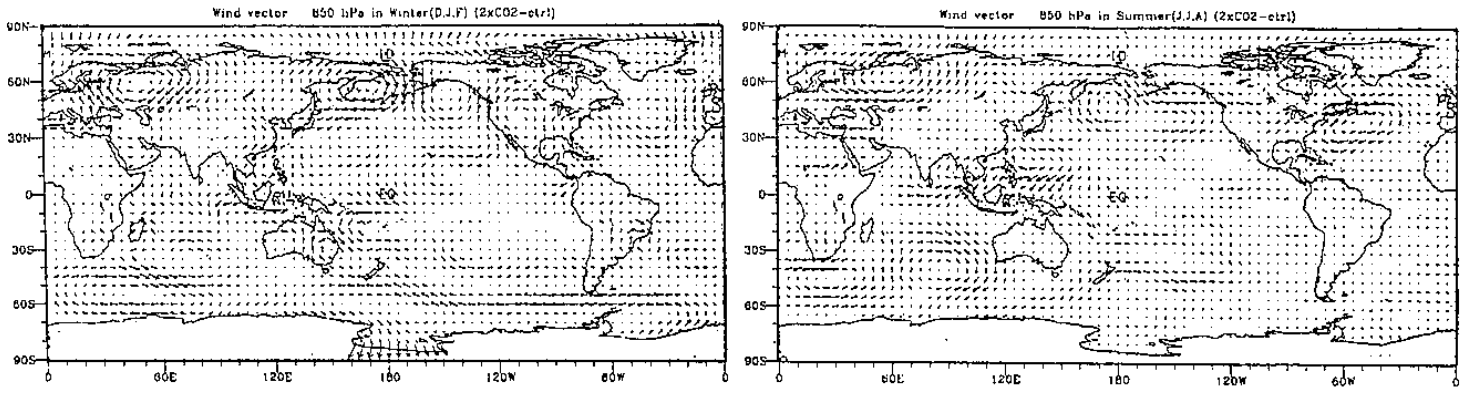 Wind vector 850 hPa in Winter(D,J,F) (2xCO2-ctrl)
90N
60N
30N
0
30S
60S
90S
0 60E 120E 180 120W 60W 0
LO
EQ
Wind vector 850 hPa in Summer(J,J,A) (2xCO2-ctrl)
90N
60N
30N
0
30S
60S
90S
0 60E 120E 180 120W 60W 0
LO
EQ